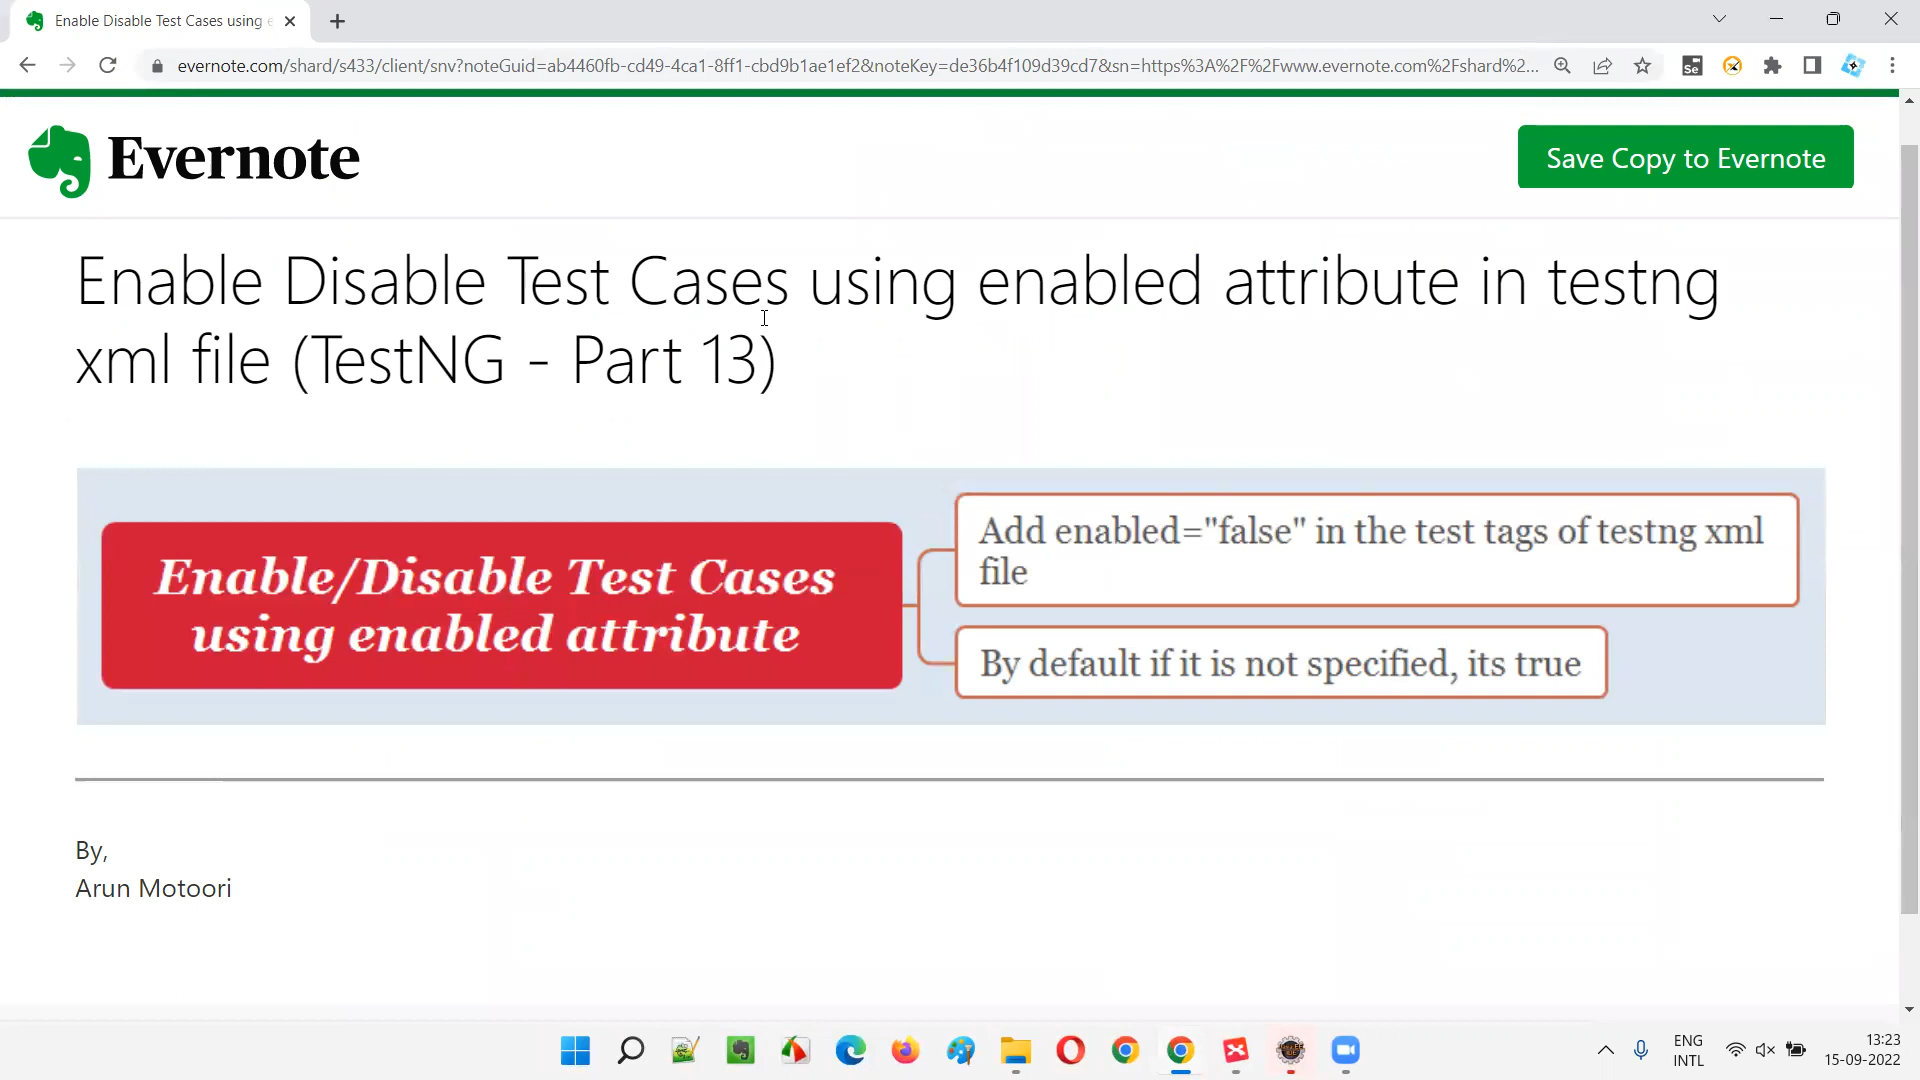 Enable Disable Test Cases using e
evernote.com/shard/s433/client/snv?noteGuid=ab4460fb-cd49-4ca1-8ff1-cbd9b1ae1ef2&noteKey=de36b4f109d39cd7&sn=https%3A%2F%2Fwww.evernote.com%2Fshard%2...
Se
Evernote
Save Copy to Evernote
Enable Disable Test Cases using enabled attribute in testng
xml file (TestNG - Part 13)
Enable/Disable Test Cases
using enabled attribute
Add enabled="false" in the test tags of testng xml
file
By default if it is not specified, its true
By,
Arun Motoori
ENG
INTL
13:23
15-09-2022